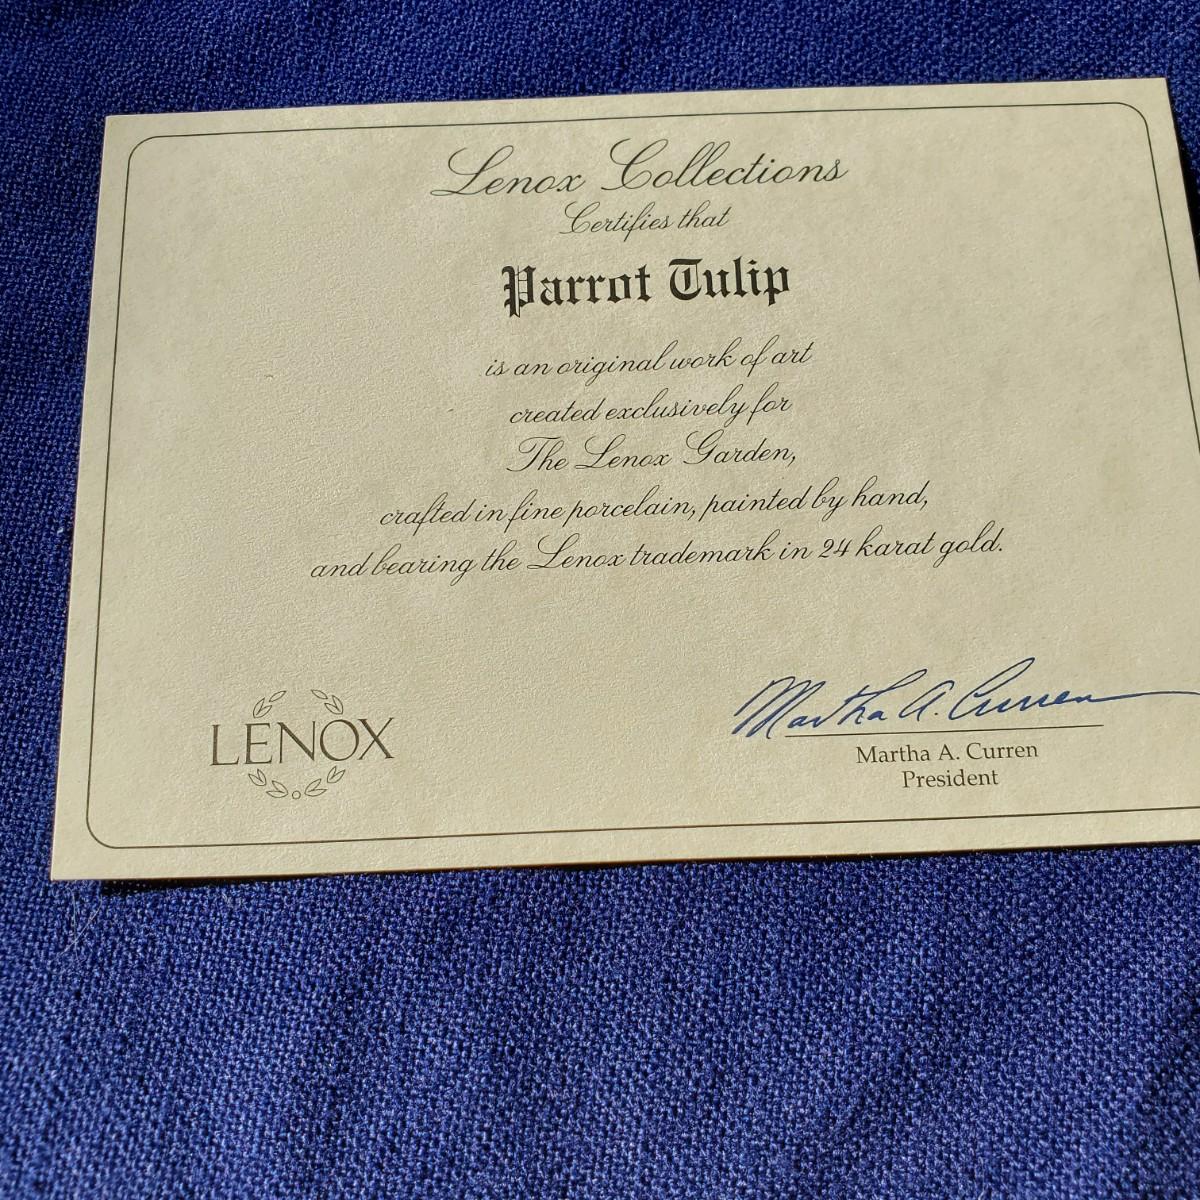 Lenox Collections
Certifies that
Parrot Tulip
is an original work of art
created exclusively for
The Lenox Garden,
crafted in fine porcelain, painted by hand,
and bearing the Lenox trademark in 24 karat gold.
LENOX
Martha A. Curren
Martha A. Curren
President